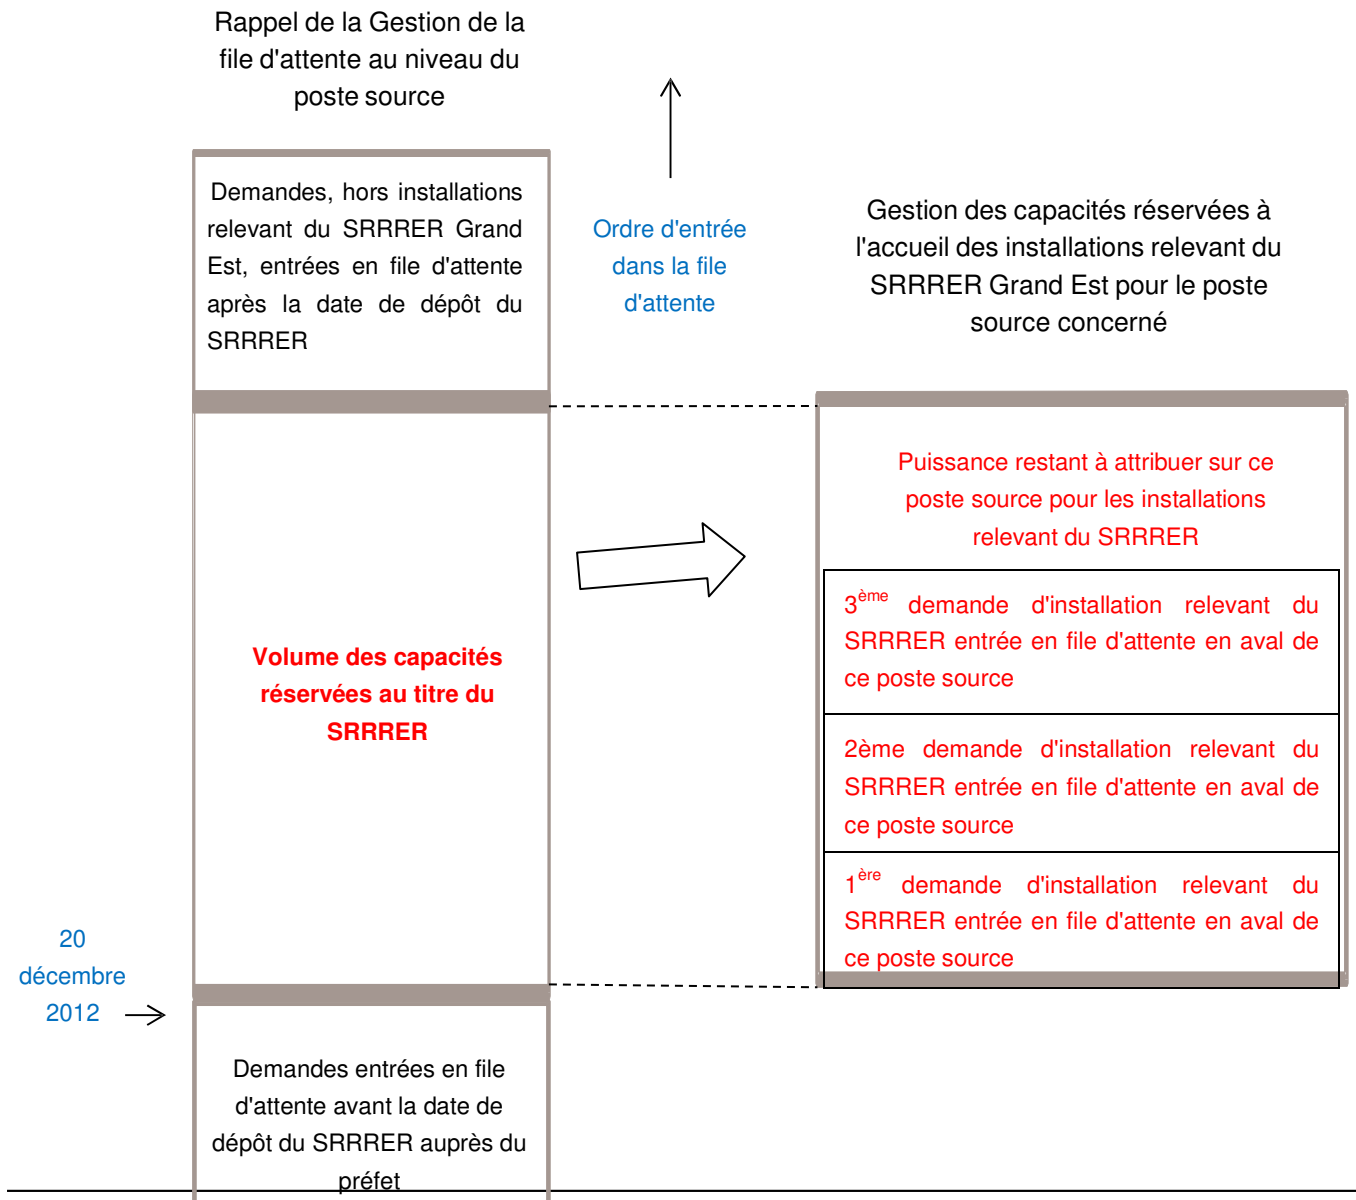 Rappel de la Gestion de la
file d'attente au niveau du
poste source
Demandes, hors installations
relevant du SRRRER Grand
Est, entrées en file d'attente
après la date de dépôt du
SRRRER
Ordre d'entrée
dans la file
d'attente
Gestion des capacités réservées à
l'accueil des installations relevant du
SRRRER Grand Est pour le poste
source concerné
Volume des capacités
réservées au titre du
SRRRER
Puissance restant à attribuer sur ce
poste source pour les installations
relevant du SRRRER
3ème demande d'installation relevant du
SRRRER entrée en file d'attente en aval de
ce poste source
2ème demande d'installation relevant du
SRRRER entrée en file d'attente en aval de
ce poste source
1ère demande d'installation relevant du
SRRRER entrée en file d'attente en aval de
ce poste source
20
décembre
2012
Demandes entrées en file
d'attente avant la date de
dépôt du SRRRER auprès du
préfet